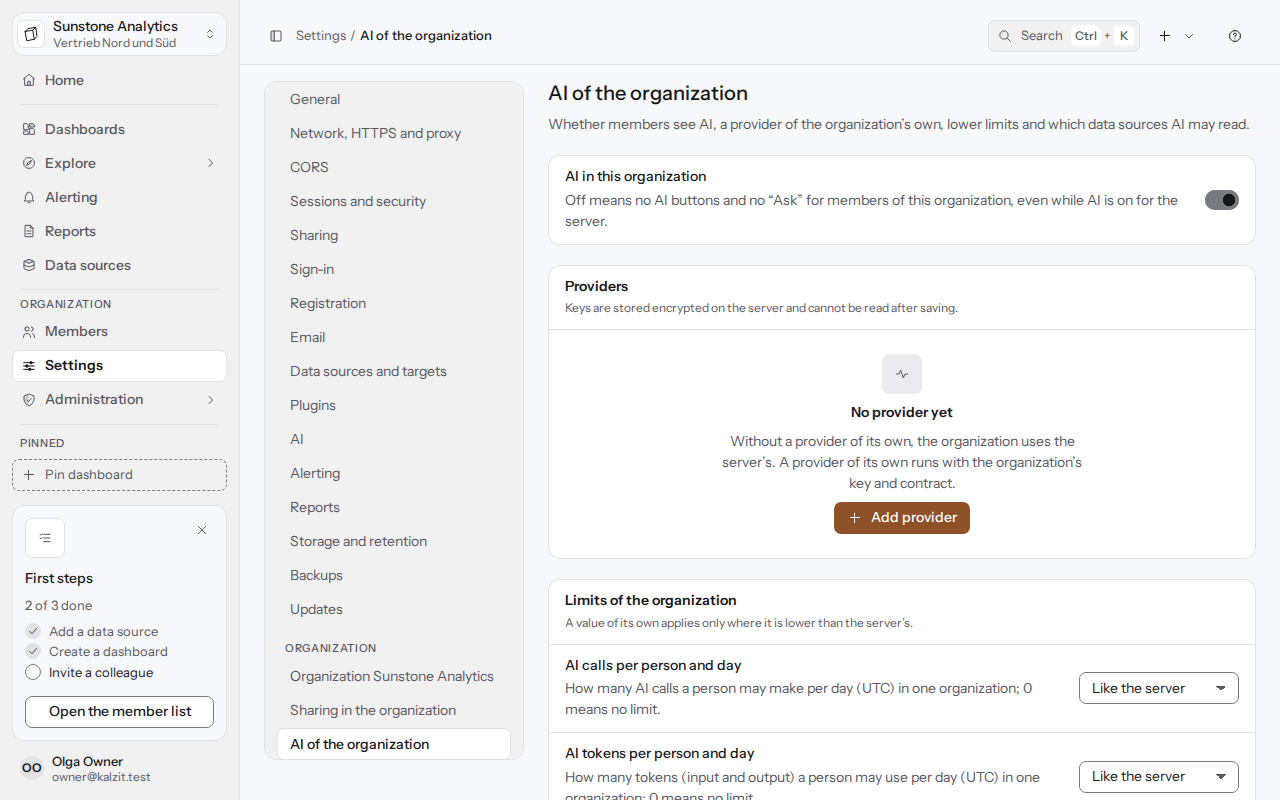 Sunstone Analytics
Vertrieb Nord und Süd
Home
Dashboards
Explore
Alerting
Reports
Data sources
ORGANIZATION
Members
Settings
Administration
PINNED
Pin dashboard
First steps
2 of 3 done
Add a data source
Create a dashboard
Invite a colleague
Open the member list
OO
Olga Owner
owner@kalzit.test
Settings / AI of the organization
Search Ctrl + K
General
Network, HTTPS and proxy
CORS
Sessions and security
Sharing
Sign-in
Registration
Email
Data sources and targets
Plugins
AI
Alerting
Reports
Storage and retention
Backups
Updates
ORGANIZATION
Organization Sunstone Analytics
Sharing in the organization
AI of the organization
AI of the organization
Whether members see AI, a provider of the organization’s own, lower limits and which data sources AI may read.
AI in this organization
Off means no AI buttons and no “Ask” for members of this organization, even while AI is on for the
server.
Providers
Keys are stored encrypted on the server and cannot be read after saving.
No provider yet
Without a provider of its own, the organization uses the
server’s. A provider of its own runs with the organization’s
key and contract.
Add provider
Limits of the organization
A value of its own applies only where it is lower than the server’s.
AI calls per person and day
How many AI calls a person may make per day (UTC) in one organization; 0
means no limit.
Like the server
AI tokens per person and day
How many tokens (input and output) a person may use per day (UTC) in one
organization; 0 means no limit.
Like the server